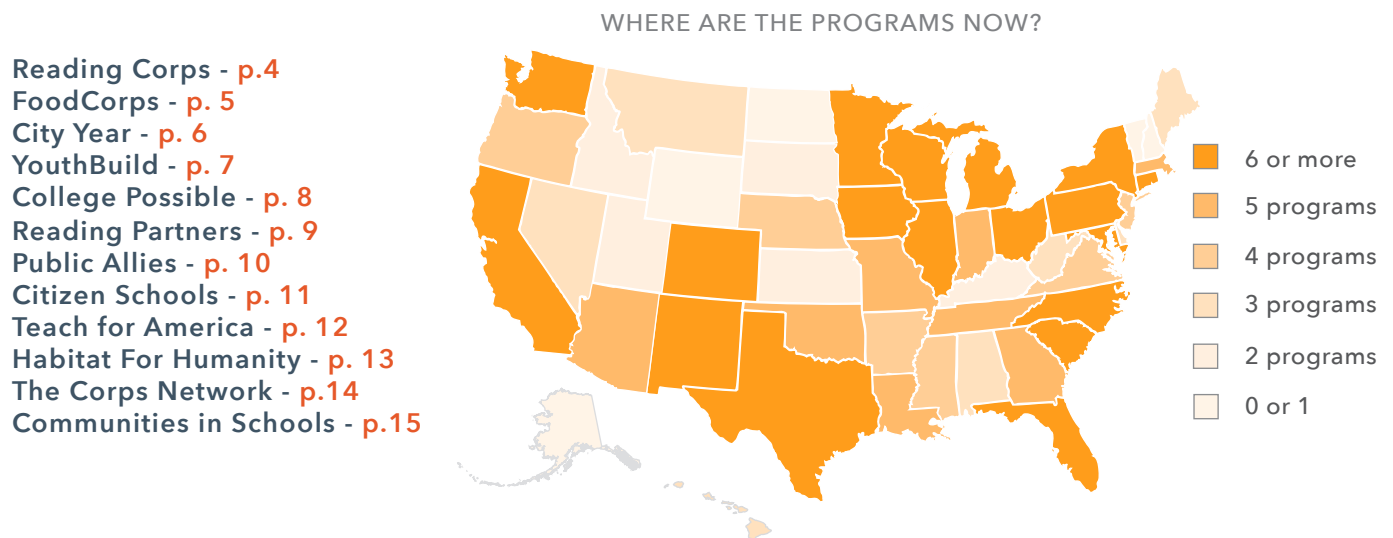 WHERE ARE THE PROGRAMS NOW?
Reading Corps - p.4
FoodCorps - p. 5
City Year - p. 6
YouthBuild - p. 7
College Possible - p. 8
Reading Partners - p. 9
Public Allies - p. 10
Citizen Schools - p. 11
Teach for America - p. 12
Habitat For Humanity - p. 13
The Corps Network - p.14
Communities in Schools - p.15
6 or more
5 programs
4 programs
3 programs
2 programs
0 or 1